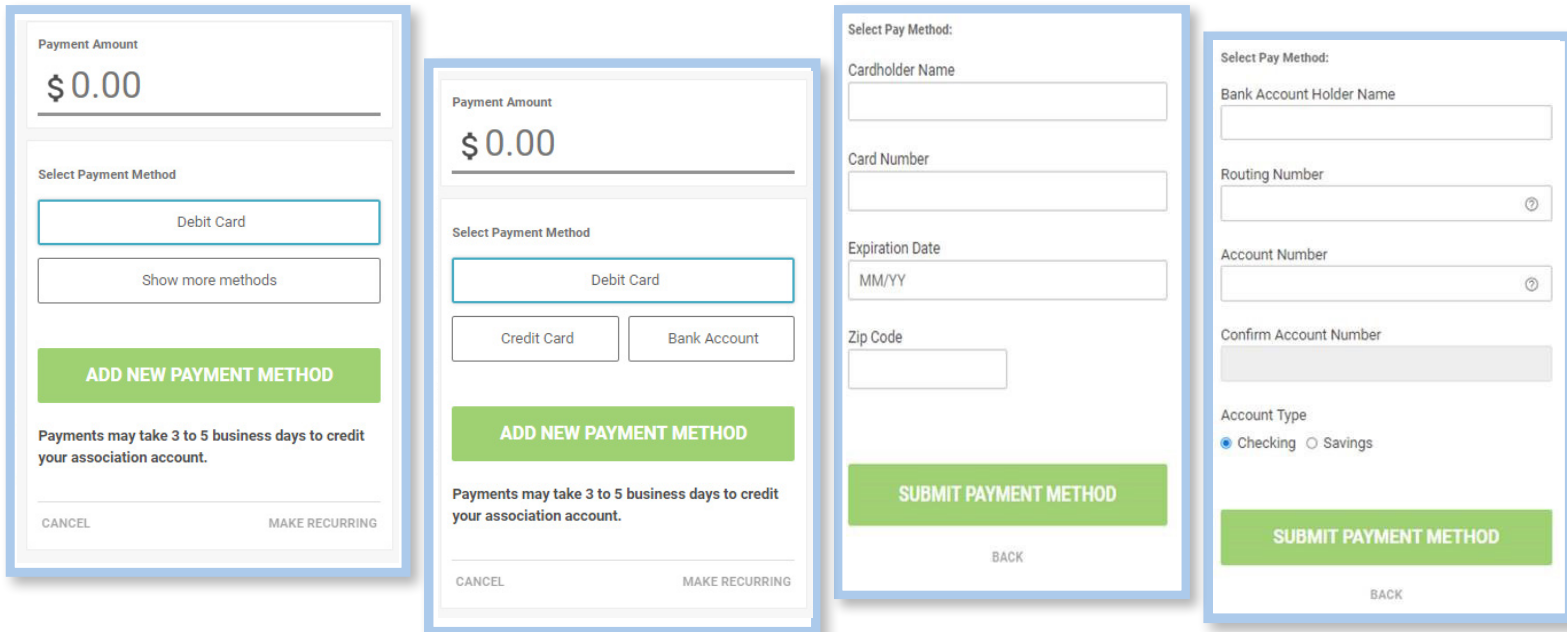 Payment Amount
$ 0.00
Select Payment Method
Debit Card
Show more methods
ADD NEW PAYMENT METHOD
Payments may take 3 to 5 business days to credit
your association account.
CANCEL MAKE RECURRING
Payment Amount
$ 0.00
Select Payment Method
Debit Card
Credit Card Bank Account
ADD NEW PAYMENT METHOD
Payments may take 3 to 5 business days to credit
your association account.
CANCEL MAKE RECURRING
Select Pay Method:
Cardholder Name
Card Number
Expiration Date
MM/YY
Zip Code
SUBMIT PAYMENT METHOD
BACK
Select Pay Method:
Bank Account Holder Name
Routing Number
?
Account Number
?
Confirm Account Number
Account Type
Checking Savings
SUBMIT PAYMENT METHOD
BACK